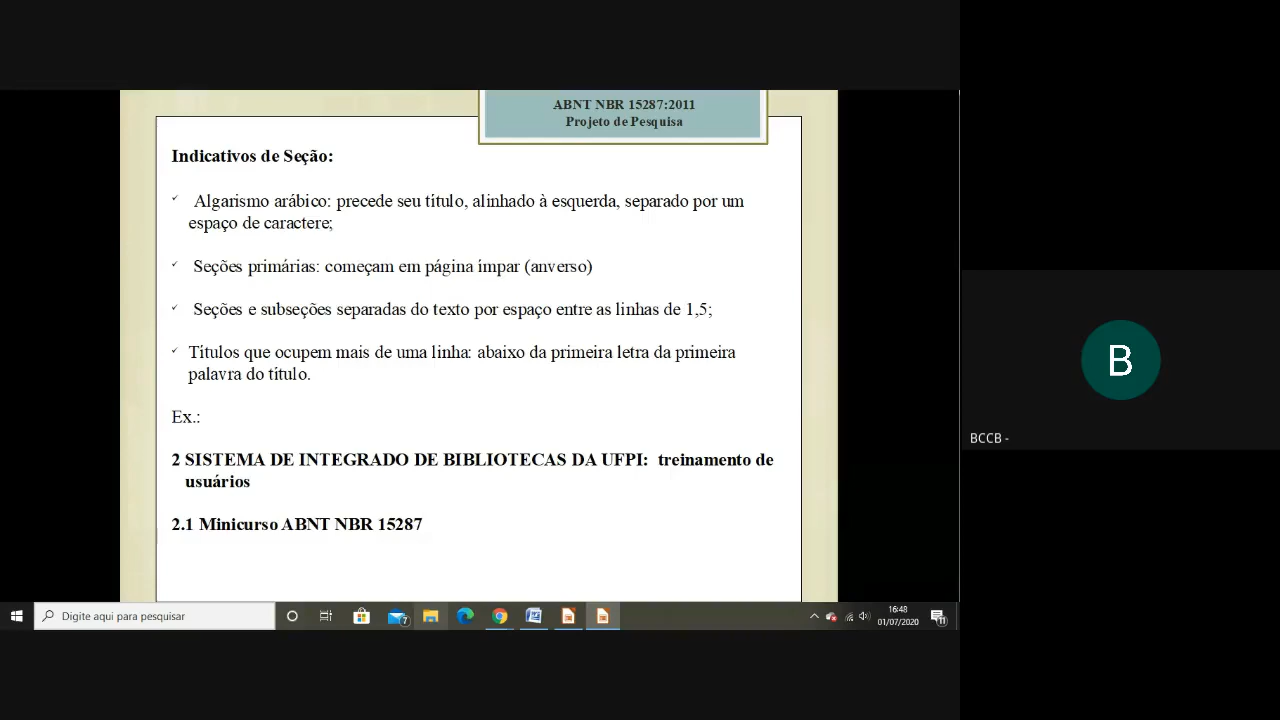 ABNT NBR 15287:2011
Projeto de Pesquisa
Indicativos de Seção:
✓ Algarismo arábico: precede seu título, alinhado à esquerda, separado por um
espaço de caractere;
✓ Seções primárias: começam em página ímpar (anverso)
✓ Seções e subseções separadas do texto por espaço entre as linhas de 1,5;
✓ Títulos que ocupem mais de uma linha: abaixo da primeira letra da primeira
palavra do título.
Ex.:
2 SISTEMA DE INTEGRADO DE BIBLIOTECAS DA UFPI: treinamento de
usuários
2.1 Minicurso ABNT NBR 15287
B
BCCB -
Digite aqui para pesquisar
7
16:48
01/07/2020
11